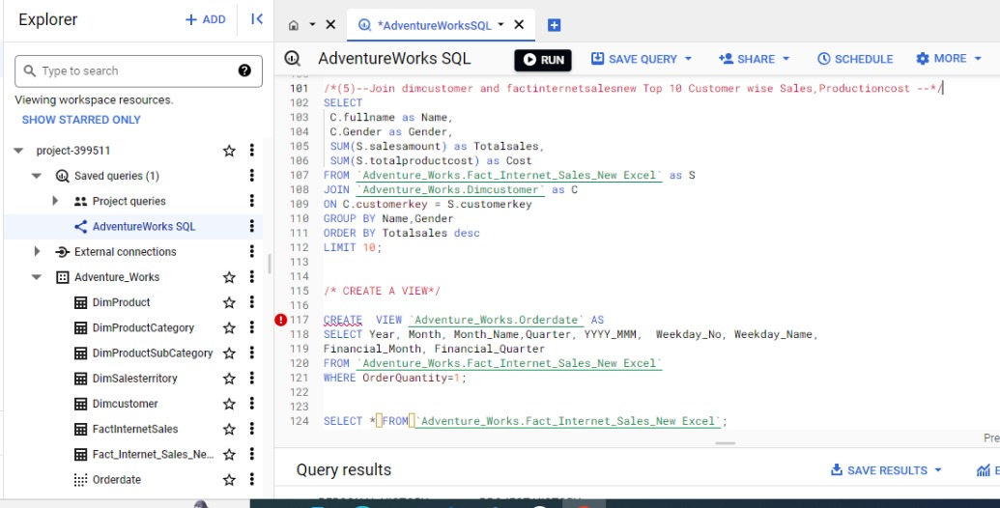 Explorer
+ ADD
*AdventureWorksSQL
AdventureWorks SQL
RUN
SAVE QUERY
SHARE
SCHEDULE
MORE
Type to search
Viewing workspace resources.
SHOW STARRED ONLY
project-399511
Saved queries (1)
Project queries
AdventureWorks SQL
External connections
Adventure_Works
DimProduct
DimProductCategory
DimProductSubCategory
DimSalesterritory
Dimcustomer
FactInternetSales
Fact_Internet_Sales_Ne...
Orderdate
101 /*(5)--Join dimcustomer and factinternetsalesnew Top 10 Customer wise Sales,Productioncost --*/
102 SELECT
103 C.fullname as Name,
104 C.Gender as Gender,
105 SUM(S.salesamount) as Totalsales,
106 SUM(S.totalproductcost) as Cost
107 FROM `Adventure_Works.Fact_Internet_Sales_New Excel` as S
108 JOIN `Adventure_Works.Dimcustomer` as C
109 ON C.customerkey = S.customerkey
110 GROUP BY Name,Gender
111 ORDER BY Totalsales desc
112 LIMIT 10;
113
114
115 /* CREATE A VIEW*/
116
117 CREATE  VIEW `Adventure_Works.Orderdate` AS
118 SELECT Year, Month, Month_Name,Quarter, YYYY_MMM,  Weekday_No, Weekday_Name,
119 Financial_Month, Financial_Quarter
120 FROM `Adventure_Works.Fact_Internet_Sales_New Excel`
121 WHERE OrderQuantity=1;
122
123
124 SELECT * FROM `Adventure_Works.Fact_Internet_Sales_New Excel`;
Pre
Query results
SAVE RESULTS
E